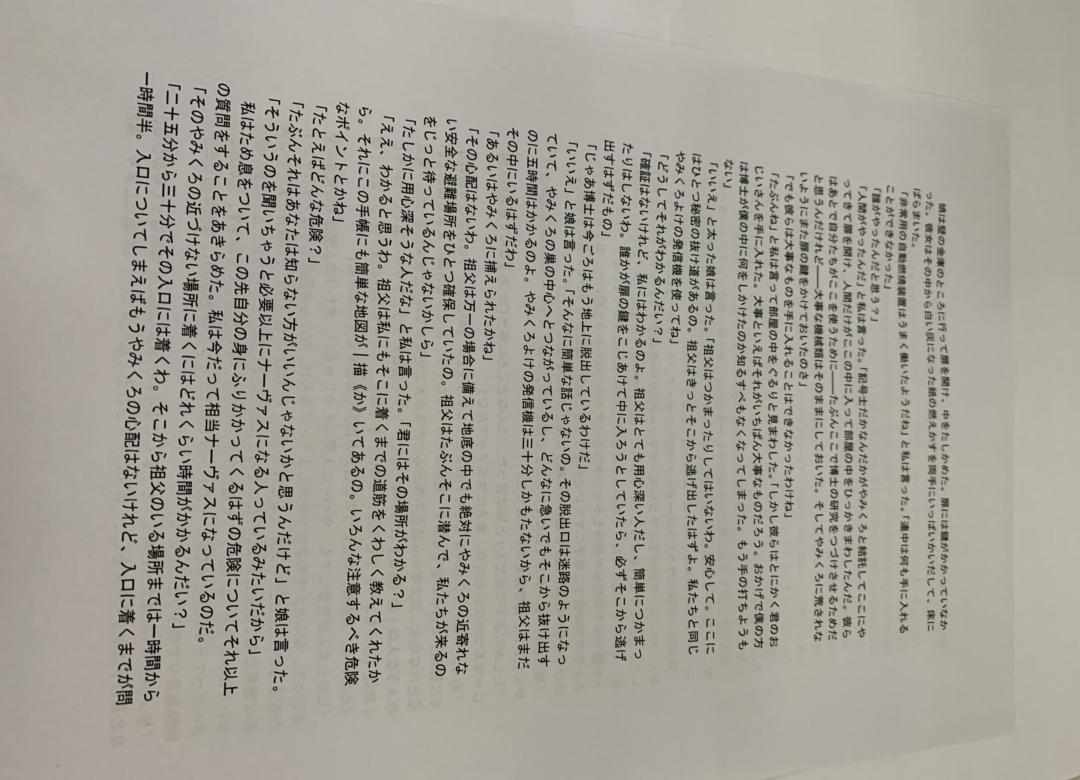 娘は壁の金庫のところに行って扉を開け、中をたしかめた。扉には鍵がかかっていなか
った。彼女はその中から白い灰になった紙の燃えかすを両手にいっぱいかいだして、床に
ばらまいた。
「非常用の自動燃焼装置はうまく働いたようだね」と私は言った。「連中は何も手に入れる
ことができなかった」
「誰がやったんだと思う？」
「人間がやったんだ」と私は言った。「記号士だかなんだかがやみくろと結託してここにや
ってきて扉を開け、人間だけがこの中に入って部屋の中をひっかきまわしたんだ。彼ら
はあとで自分たちがここを使うために――たぶんここで博士の研究をつづけさせるためだ
と思うんだけれど――大事な機械類はそのままにしておいた。そしてやみくろに荒されな
いようにまた扉の鍵をかけておいたのさ」
「でも彼らは大事なものを手に入れることはできなかったわけね」
「たぶんね」と私は言って部屋の中をぐるりと見まわした。「しかし彼らはとにかく君のお
じいさんを手に入れた。大事といえばそれがいちばん大事なものだろう。おかげで僕の方
は博士が僕の中に何をしかけたのか知るすべもなくなってしまった。もう手の打ちようも
ない」
「いいえ」と太った娘は言った。「祖父はつかまったりしてはいないわ。安心して。ここに
はひとつ秘密の抜け道があるの。祖父はきっとそこから逃げ出したはずよ。私たちと同じ
やみくろよけの発信機を使ってね」
「どうしてそれがわかるんだい？」
「確証はないけれど、私にはわかるのよ。祖父はとても用心深い人だし、簡単につかまっ
たりはしないわ。誰かが扉の鍵をこじあけて中に入ろうとしていたら、必ずそこから逃げ
出すはずだもの」
「じゃあ博士は今ごろはもう地上に脱出しているわけだ」
「いいえ」と娘は言った。「そんなに簡単な話じゃないの。その脱出口は迷路のようになっ
ていて、やみくろの巣の中心へとつながっているし、どんなに急いでもそこから抜け出す
のに五時間はかかるのよ。やみくろよけの発信機は三十分しかもたないから、祖父はまだ
その中にいるはずだわ」
「あるいはやみくろに捕えられたかね」
「その心配はないわ。祖父は万一の場合に備えて地底の中でも絶対にやみくろの近寄れな
い安全な避難場所をひとつ確保していたの。祖父はたぶんそこに潜んで、私たちが来るの
をじっと待っているんじゃないかしら」
「たしかに用心深そうな人だな」と私は言った。「君にはその場所がわかる？」
「ええ、わかると思うわ。祖父は私にもそこに着くまでの道筋をくわしく教えてくれたか
ら。それにこの手帳にも簡単な地図が｜描《か》いてあるの。いろんな注意するべき危険
なポイントとかね」
「たとえばどんな危険？」
「たぶんそれはあなたは知らない方がいいんじゃないかと思うんだけど」と娘は言った。
「そういうのを聞いちゃうと必要以上にナーヴァスになる人っているみたいだから」
私はため息をついて、この先自分の身にふりかかってくるはずの危険についてそれ以上
の質問をすることをあきらめた。私は今だって相当ナーヴァスになっているのだ。
「そのやみくろの近づけない場所に着くにはどれくらい時間がかかるんだい？」
「二十五分から三十分でその入口には着くわ。そこから祖父のいる場所までは一時間から
一時間半。入口についてしまえばもうやみくろの心配はないけれど、入口に着くまでが問